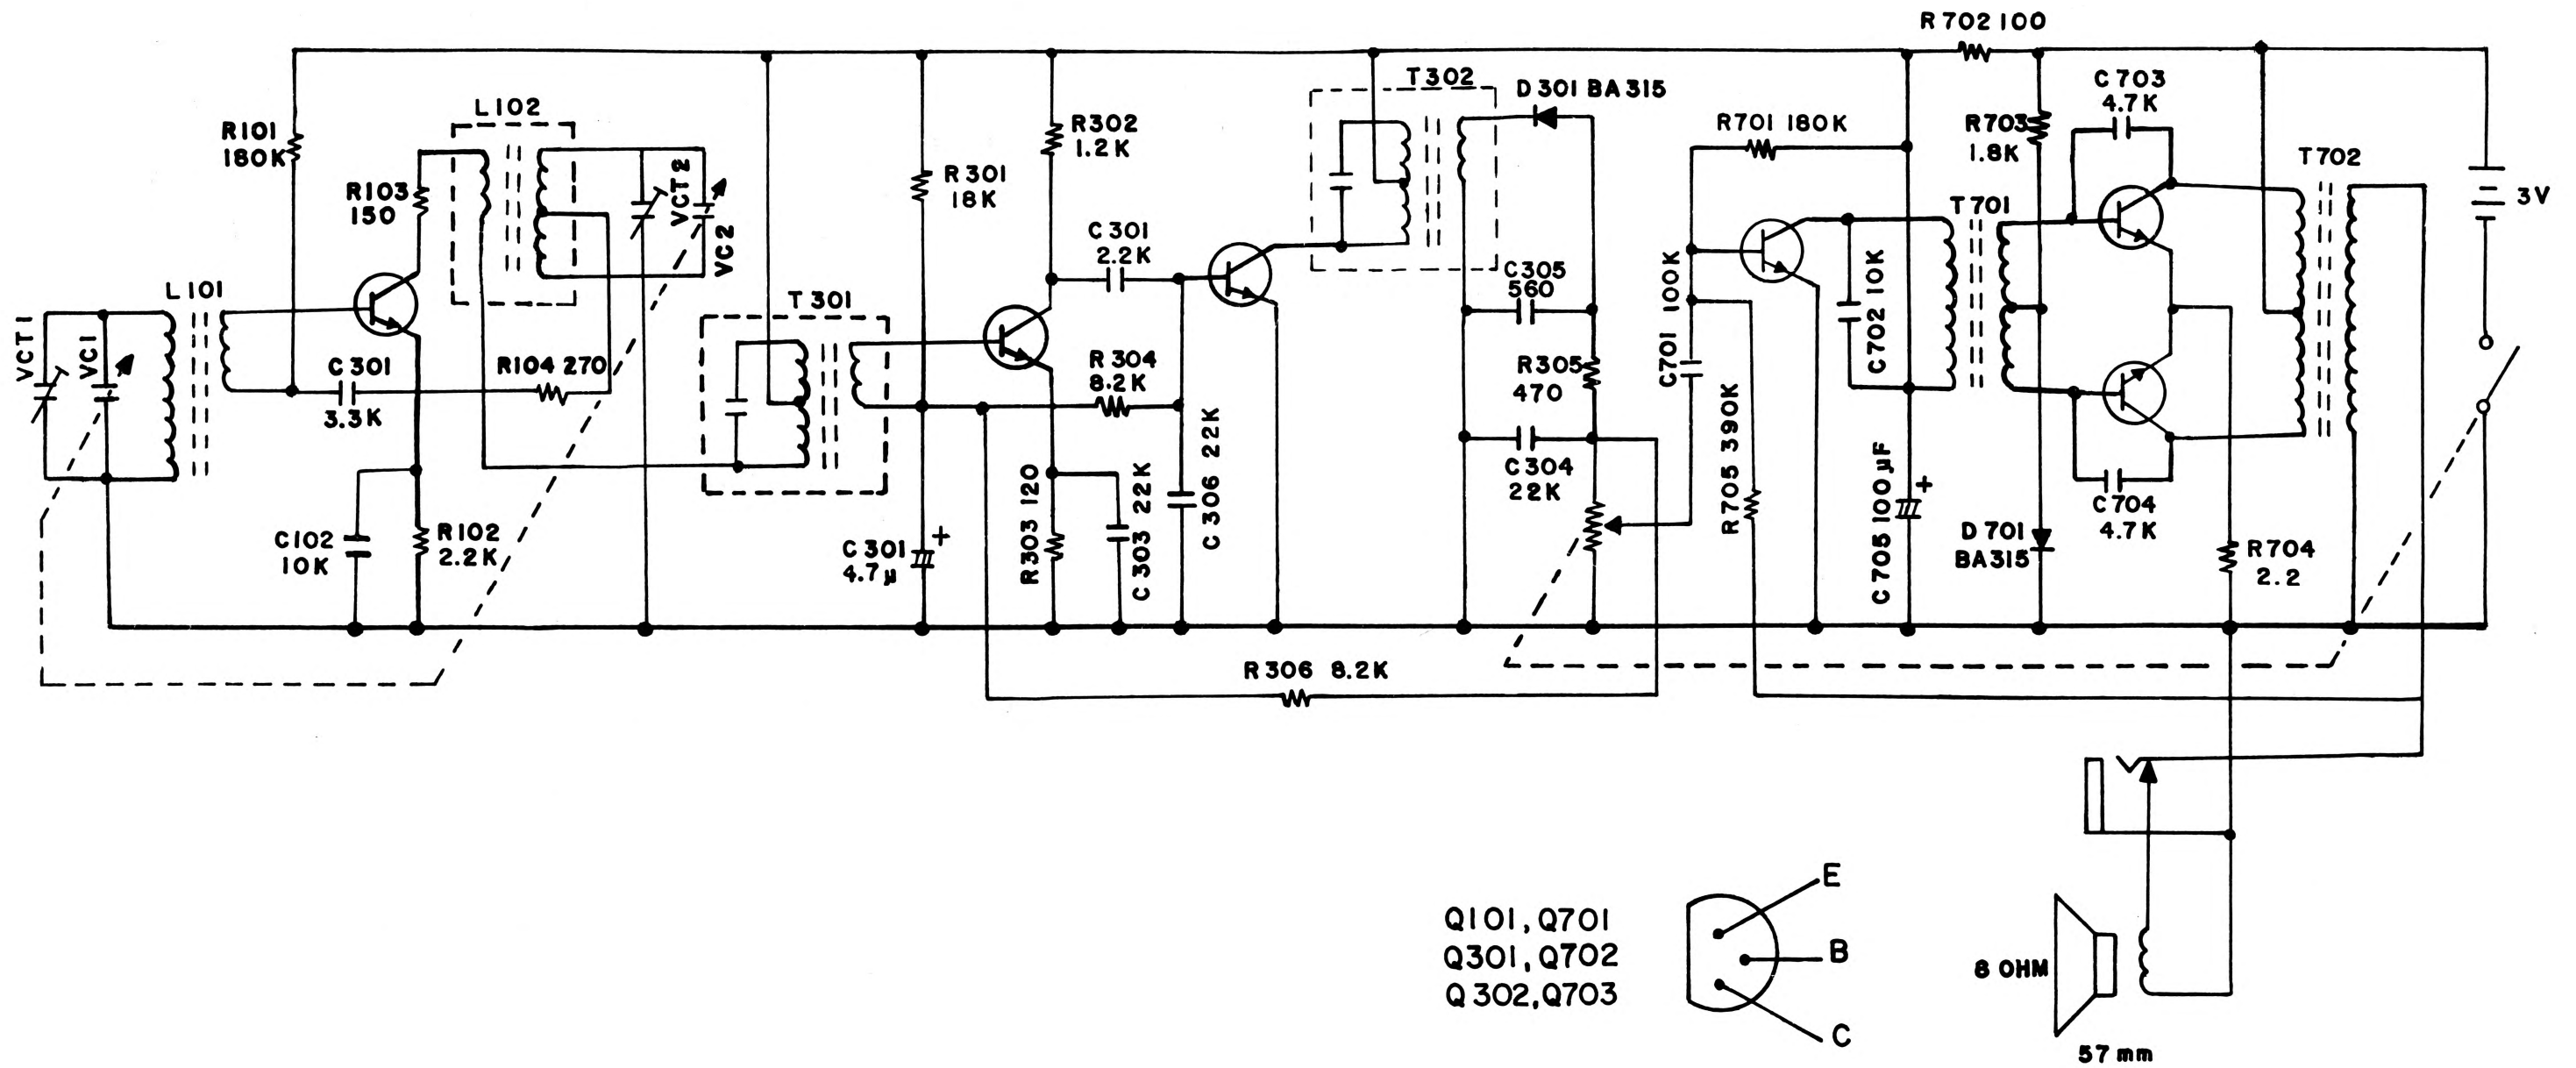 R702 100
T302
D301 BA315
C703
4.7K
L102
R101
180K
R302
1.2K
R701 180K
R703
1.8K
T702
R103
150
VCT2
R301
18K
3V
T701
VC2
C301
2.2K
L101
T301
C305
560
C701 100K
C702 10K
VCT1
VC1
C301
3.3K
R104 270
R304
8.2K
R305
470
R705 390K
C306 22K
C304
22K
C704
4.7K
C102
10K
R102
2.2K
C301
4.7μ
+
R303 120
C303 22K
C705 100μF
+
D701
BA315
R704
2.2
R306 8.2K
E
Q101, Q701
Q301, Q702
B
Q302, Q703
8 OHM
C
57mm